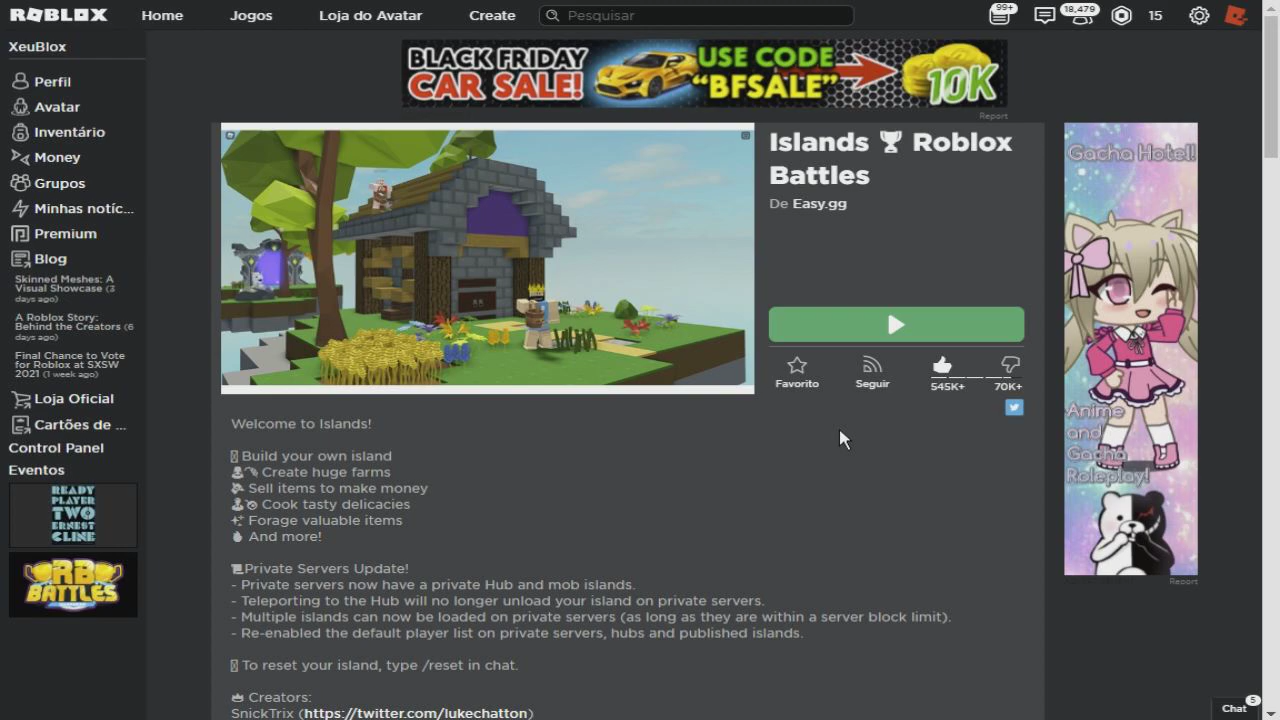 ROBLOX
Home
Jogos
Loja do Avatar
Create
Pesquisar
99+
18,479
15
XeuBlox
Perfil
Avatar
Inventário
Money
Grupos
Minhas notíc...
Premium
Blog
Skinned Meshes: A
Visual Showcase (3
days ago)
A Roblox Story:
Behind the Creators (6
days ago)
Final Chance to Vote
for Roblox at SXSW
2021 (1 week ago)
Loja Oficial
Cartões de ...
Control Panel
Eventos
READY
PLAYER
TWO
ERNEST
CLINE
RB
BATTLES
BLACK FRIDAY
CAR SALE!
USE CODE
"BFSALE"
10K
Report
Islands 🏆 Roblox
Battles
De Easy.gg
Favorito
Seguir
545K+
70K+
Welcome to Islands!
Build your own island
Create huge farms
Sell items to make money
Cook tasty delicacies
Forage valuable items
And more!
Private Servers Update!
- Private servers now have a private Hub and mob islands.
- Teleporting to the Hub will no longer unload your island on private servers.
- Multiple islands can now be loaded on private servers (as long as they are within a server block limit).
- Re-enabled the default player list on private servers, hubs and published islands.
To reset your island, type /reset in chat.
Creators:
SnickTrix (https://twitter.com/lukechatton)
Gacha Hotel!
Anime
and
Gacha
Roleplay!
Report
Chat
5